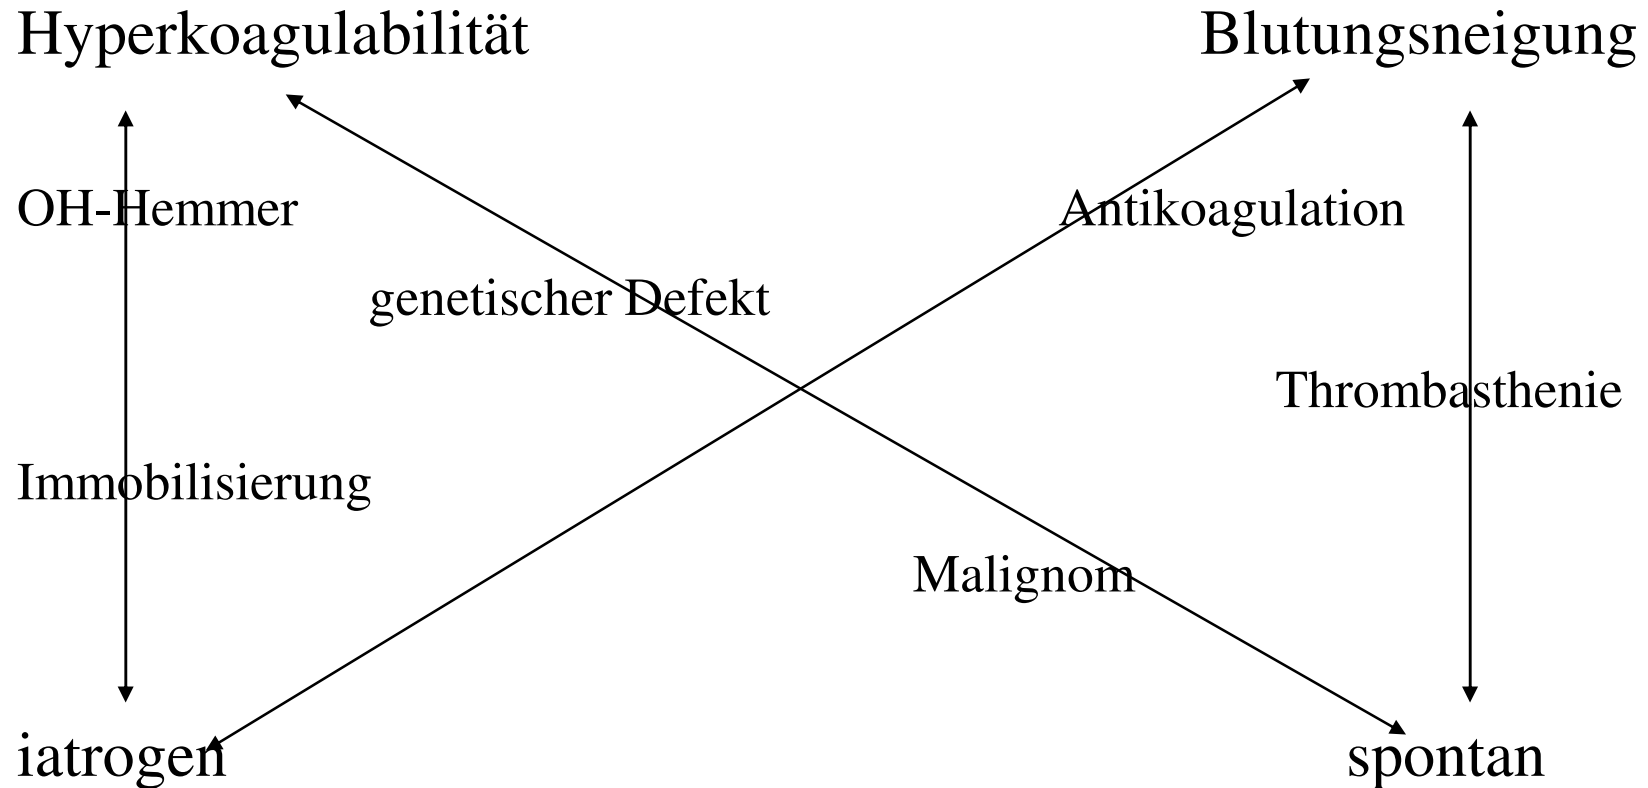 Hyperkoagulabilität
Blutungsneigung
OH-Hemmer
Antikoagulation
genetischer Defekt
Thrombasthenie
Immobilisierung
Malignom
iatrogen
spontan